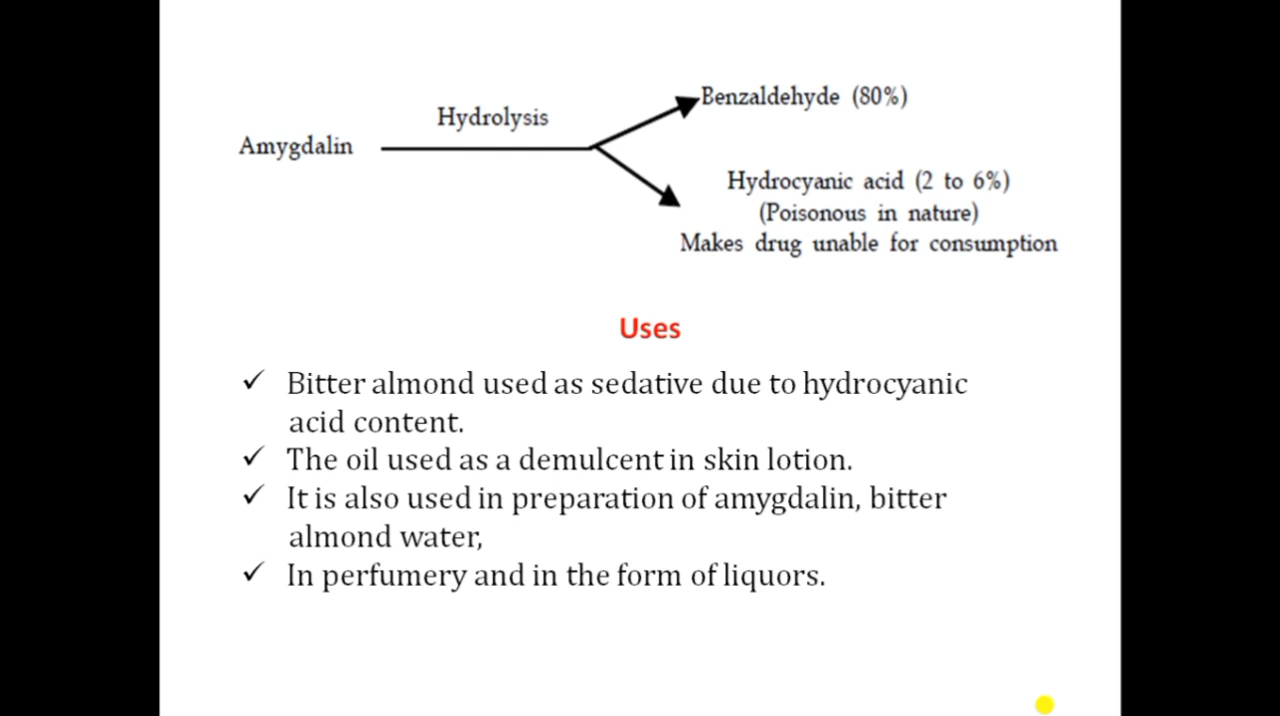 Benzaldehyde (80%)
Hydrolysis
Amygdalin
Hydrocyanic acid (2 to 6%)
(Poisonous in nature)
Makes drug unable for consumption
Uses
✓ Bitter almond used as sedative due to hydrocyanic
acid content.
✓ The oil used as a demulcent in skin lotion.
✓ It is also used in preparation of amygdalin, bitter
almond water,
✓ In perfumery and in the form of liquors.